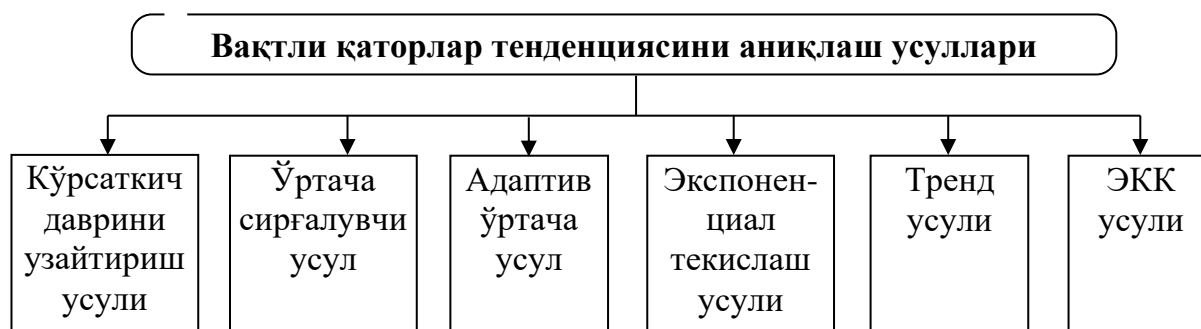 Вақтли қаторлар тенденциясини аниқлаш усуллари
Кўрсаткич
даврини
узайтириш
усули
Ўртача
сирғалувчи
усул
Адаптив
ўртача
усул
Экспонен-
циал
текислаш
усули
Тренд
усули
ЭКК
усули